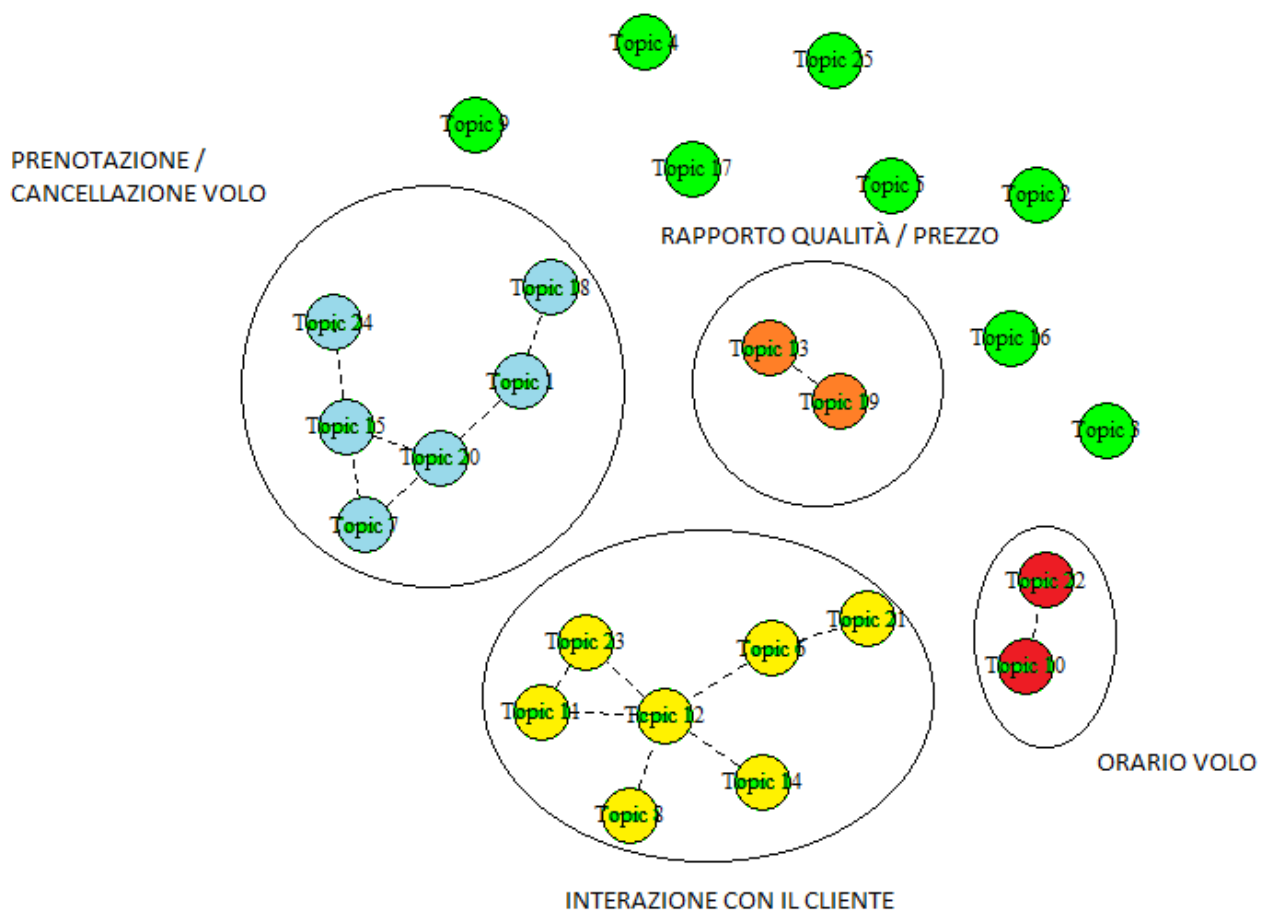 Topic 4
Topic 25
Topic 9
PRENOTAZIONE /
CANCELLAZIONE VOLO
Topic 17
Topic 5
Topic 2
RAPPORTO QUALITÀ / PREZZO
Topic 18
Topic 24
Topic 13
Topic 16
Topic 1
Topic 19
Topic 15
Topic 3
Topic 20
Topic 7
Topic 22
Topic 21
Topic 23
Topic 6
Topic 10
Topic 11
Topic 12
ORARIO VOLO
Topic 14
Topic 8
INTERAZIONE CON IL CLIENTE